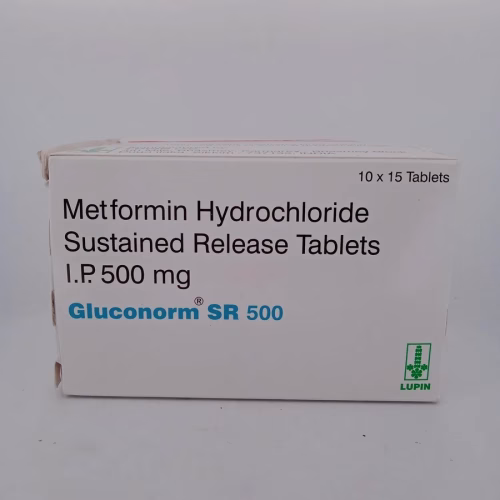 10 x 15 Tablets
Metformin Hydrochloride
Sustained Release Tablets
I.P. 500 mg
Gluconorm® SR 500
LUPIN